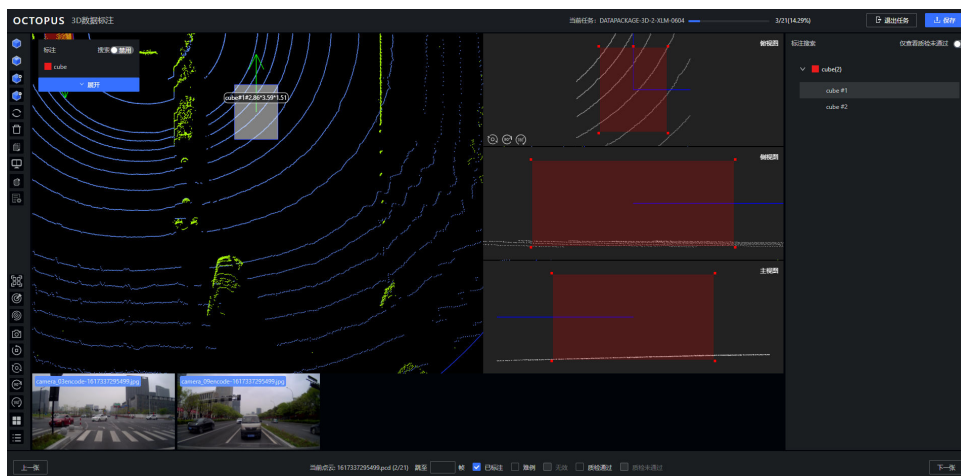 OCTOPUS 3D数据标注
当前任务: DATAPACKAGE-3D-2-XLM-0604
3/21(14.29%)
退出任务
保存
标注
搜索 禁用
cube
展开
cube#1#2.86*3.59*1.51
俯视图
侧视图
主视图
标注搜索
仅查看质检未通过
cube(2)
cube #1
cube #2
camera_03encode-1617337295499.jpg
camera_09encode-1617337295499.jpg
上一张
当前点云: 1617337295499.pcd (2/21) 跳至 帧 已标注 难例 无效 质检通过 质检未通过
下一张